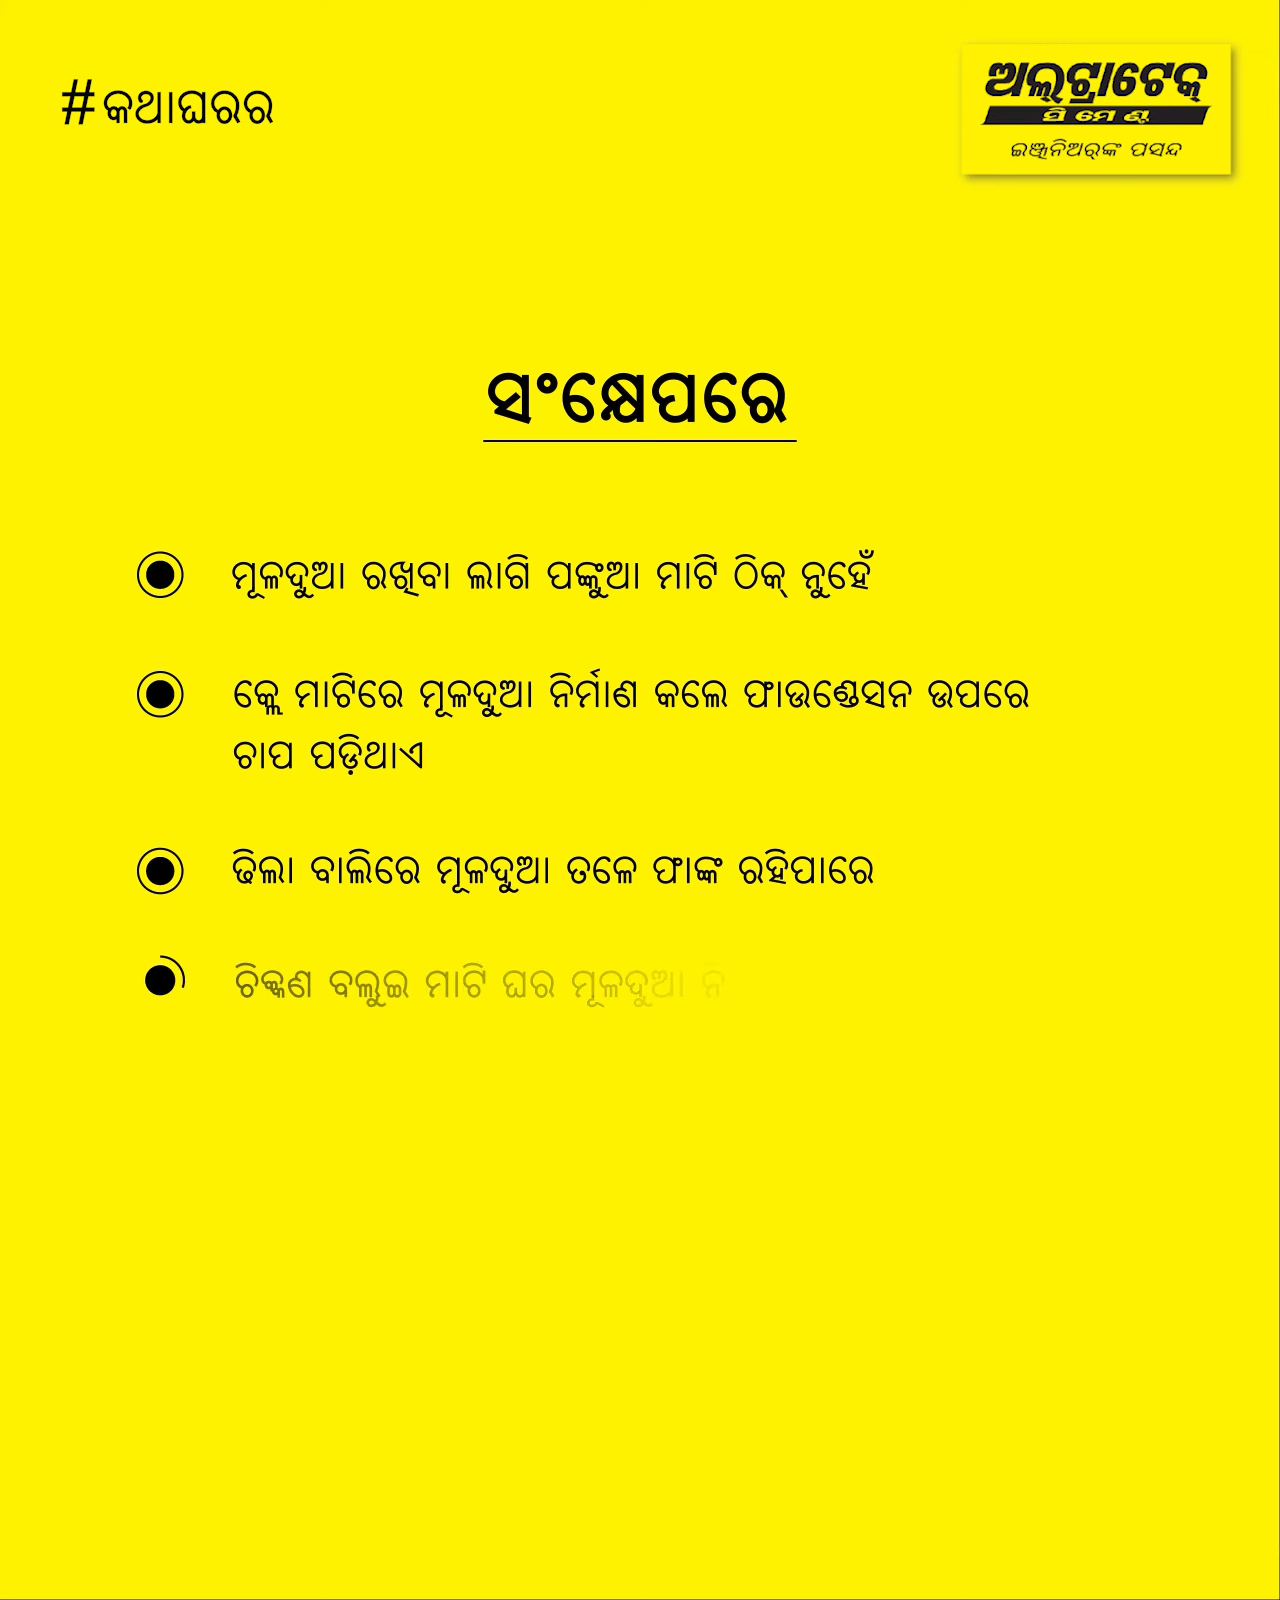 #କଥାଘରର
ଅଲ୍‌ଟ୍ରାଟେକ୍
ସିମେଣ୍ଟ
ଇଞ୍ଜିନିଅର୍‌ଙ୍କ ପସନ୍ଦ
ସଂକ୍ଷେପରେ
ମୂଳଦୁଆ ରଖିବା ଲାଗି ପଙ୍କୁଆ ମାଟି ଠିକ୍ ନୁହେଁ
କ୍ଲେ ମାଟିରେ ମୂଳଦୁଆ ନିର୍ମାଣ କଲେ ଫାଉଣ୍ଡେସନ ଉପରେ
ଚାପ ପଡ଼ିଥାଏ
ଢିଲା ବାଲିରେ ମୂଳଦୁଆ ତଳେ ଫାଙ୍କ ରହିପାରେ
ଚିକ୍କଣ ବଲୁଇ ମାଟି ଘର ମୂଳଦୁଆ